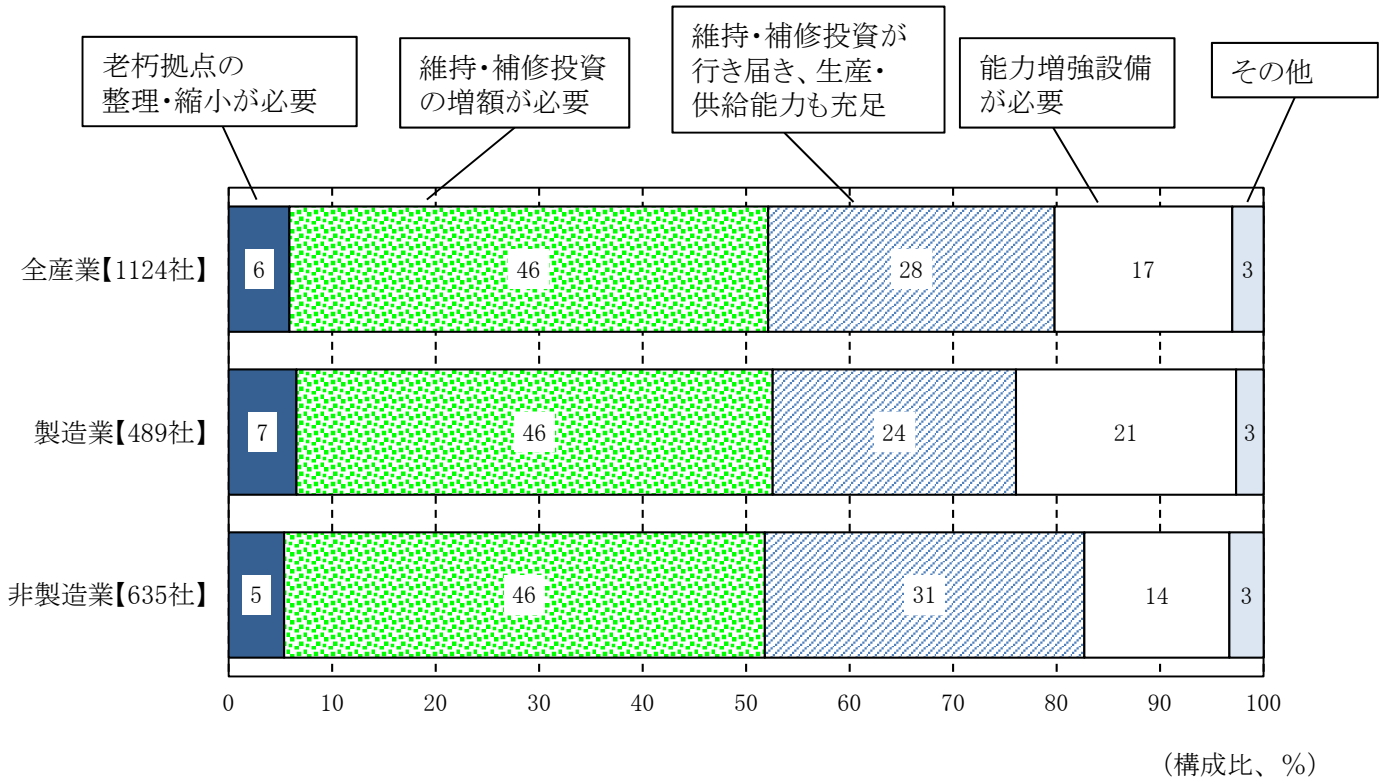 老朽拠点の
整理・縮小が必要
維持・補修投資
の増額が必要
維持・補修投資が
行き届き、生産・
供給能力も充足
能力増強設備
が必要
その他
全産業【1124社】 6 46 28 17 3
製造業【489社】 7 46 24 21 3
非製造業【635社】 5 46 31 14 3
0 10 20 30 40 50 60 70 80 90 100
(構成比、%)